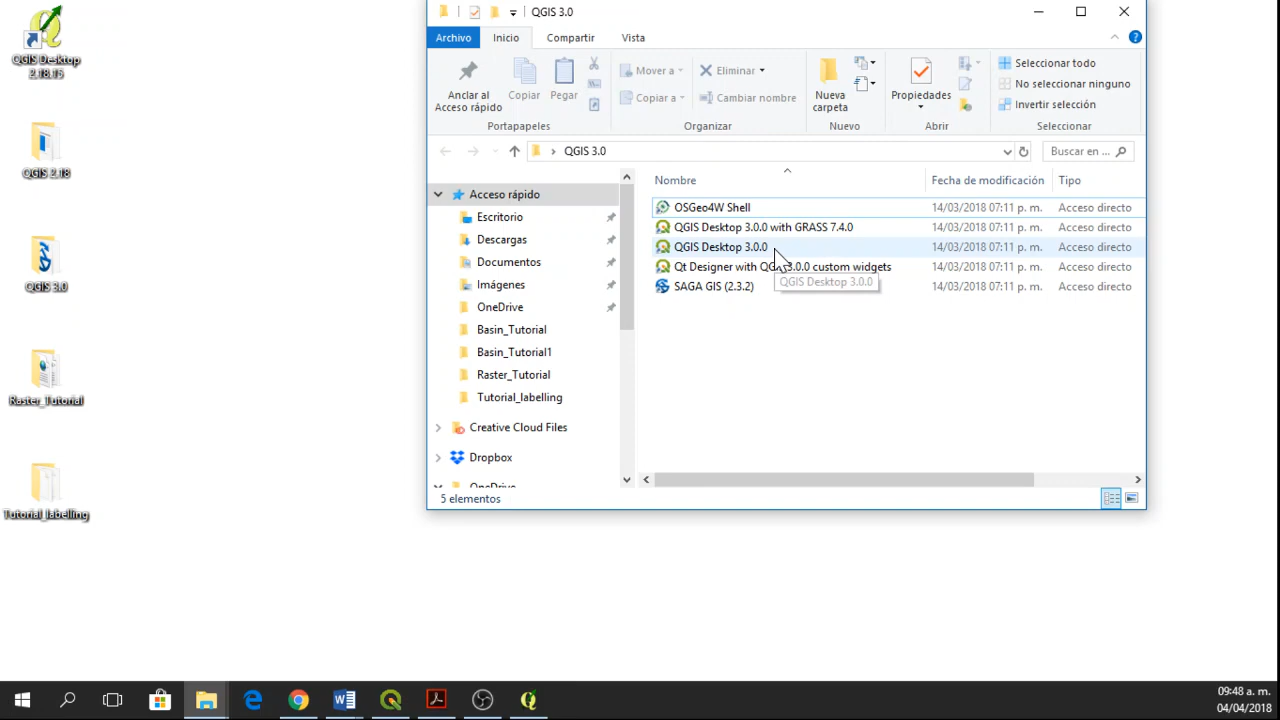 QGIS Desktop
2.18.15
QGIS 2.18
QGIS 3.0
Raster_Tutorial
Tutorial_labelling
QGIS 3.0
Archivo
Inicio
Compartir
Vista
Anclar al
Acceso rápido
Copiar
Pegar
Portapapeles
Mover a
Copiar a
Eliminar
Cambiar nombre
Organizar
Nueva
carpeta
Nuevo
Propiedades
Abrir
Seleccionar todo
No seleccionar ninguno
Invertir selección
Seleccionar
QGIS 3.0
Buscar en ...
Acceso rápido
Escritorio
Descargas
Documentos
Imágenes
OneDrive
Basin_Tutorial
Basin_Tutorial1
Raster_Tutorial
Tutorial_labelling
Creative Cloud Files
Dropbox
OneDrive
Nombre Fecha de modificación Tipo
OSGeo4W Shell 14/03/2018 07:11 p. m. Acceso directo
QGIS Desktop 3.0.0 with GRASS 7.4.0 14/03/2018 07:11 p. m. Acceso directo
QGIS Desktop 3.0.0 14/03/2018 07:11 p. m. Acceso directo
Qt Designer with QGIS 3.0.0 custom widgets 14/03/2018 07:11 p. m. Acceso directo
SAGA GIS (2.3.2) 14/03/2018 07:11 p. m. Acceso directo
QGIS Desktop 3.0.0
5 elementos
09:48 a. m.
04/04/2018